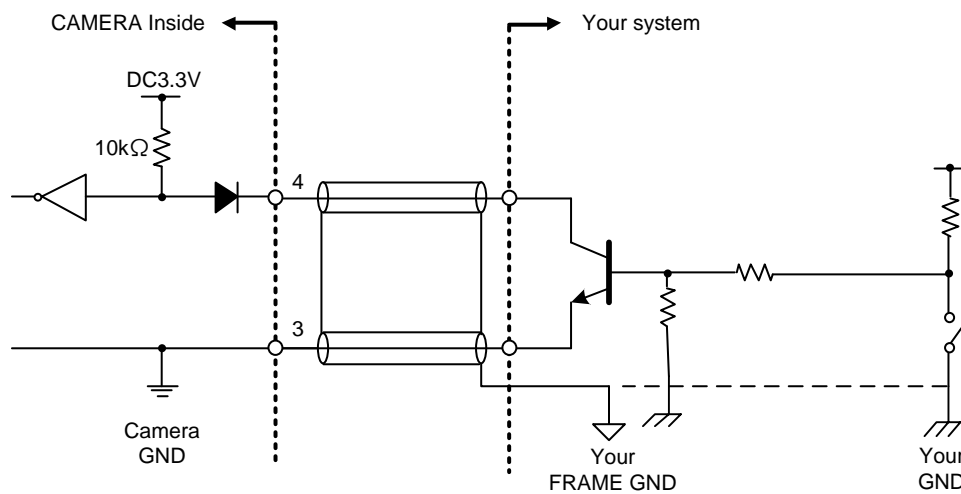 CAMERA Inside
Your system
DC3.3V
10kΩ
4
3
Camera
GND
Your
FRAME GND
Your
GND